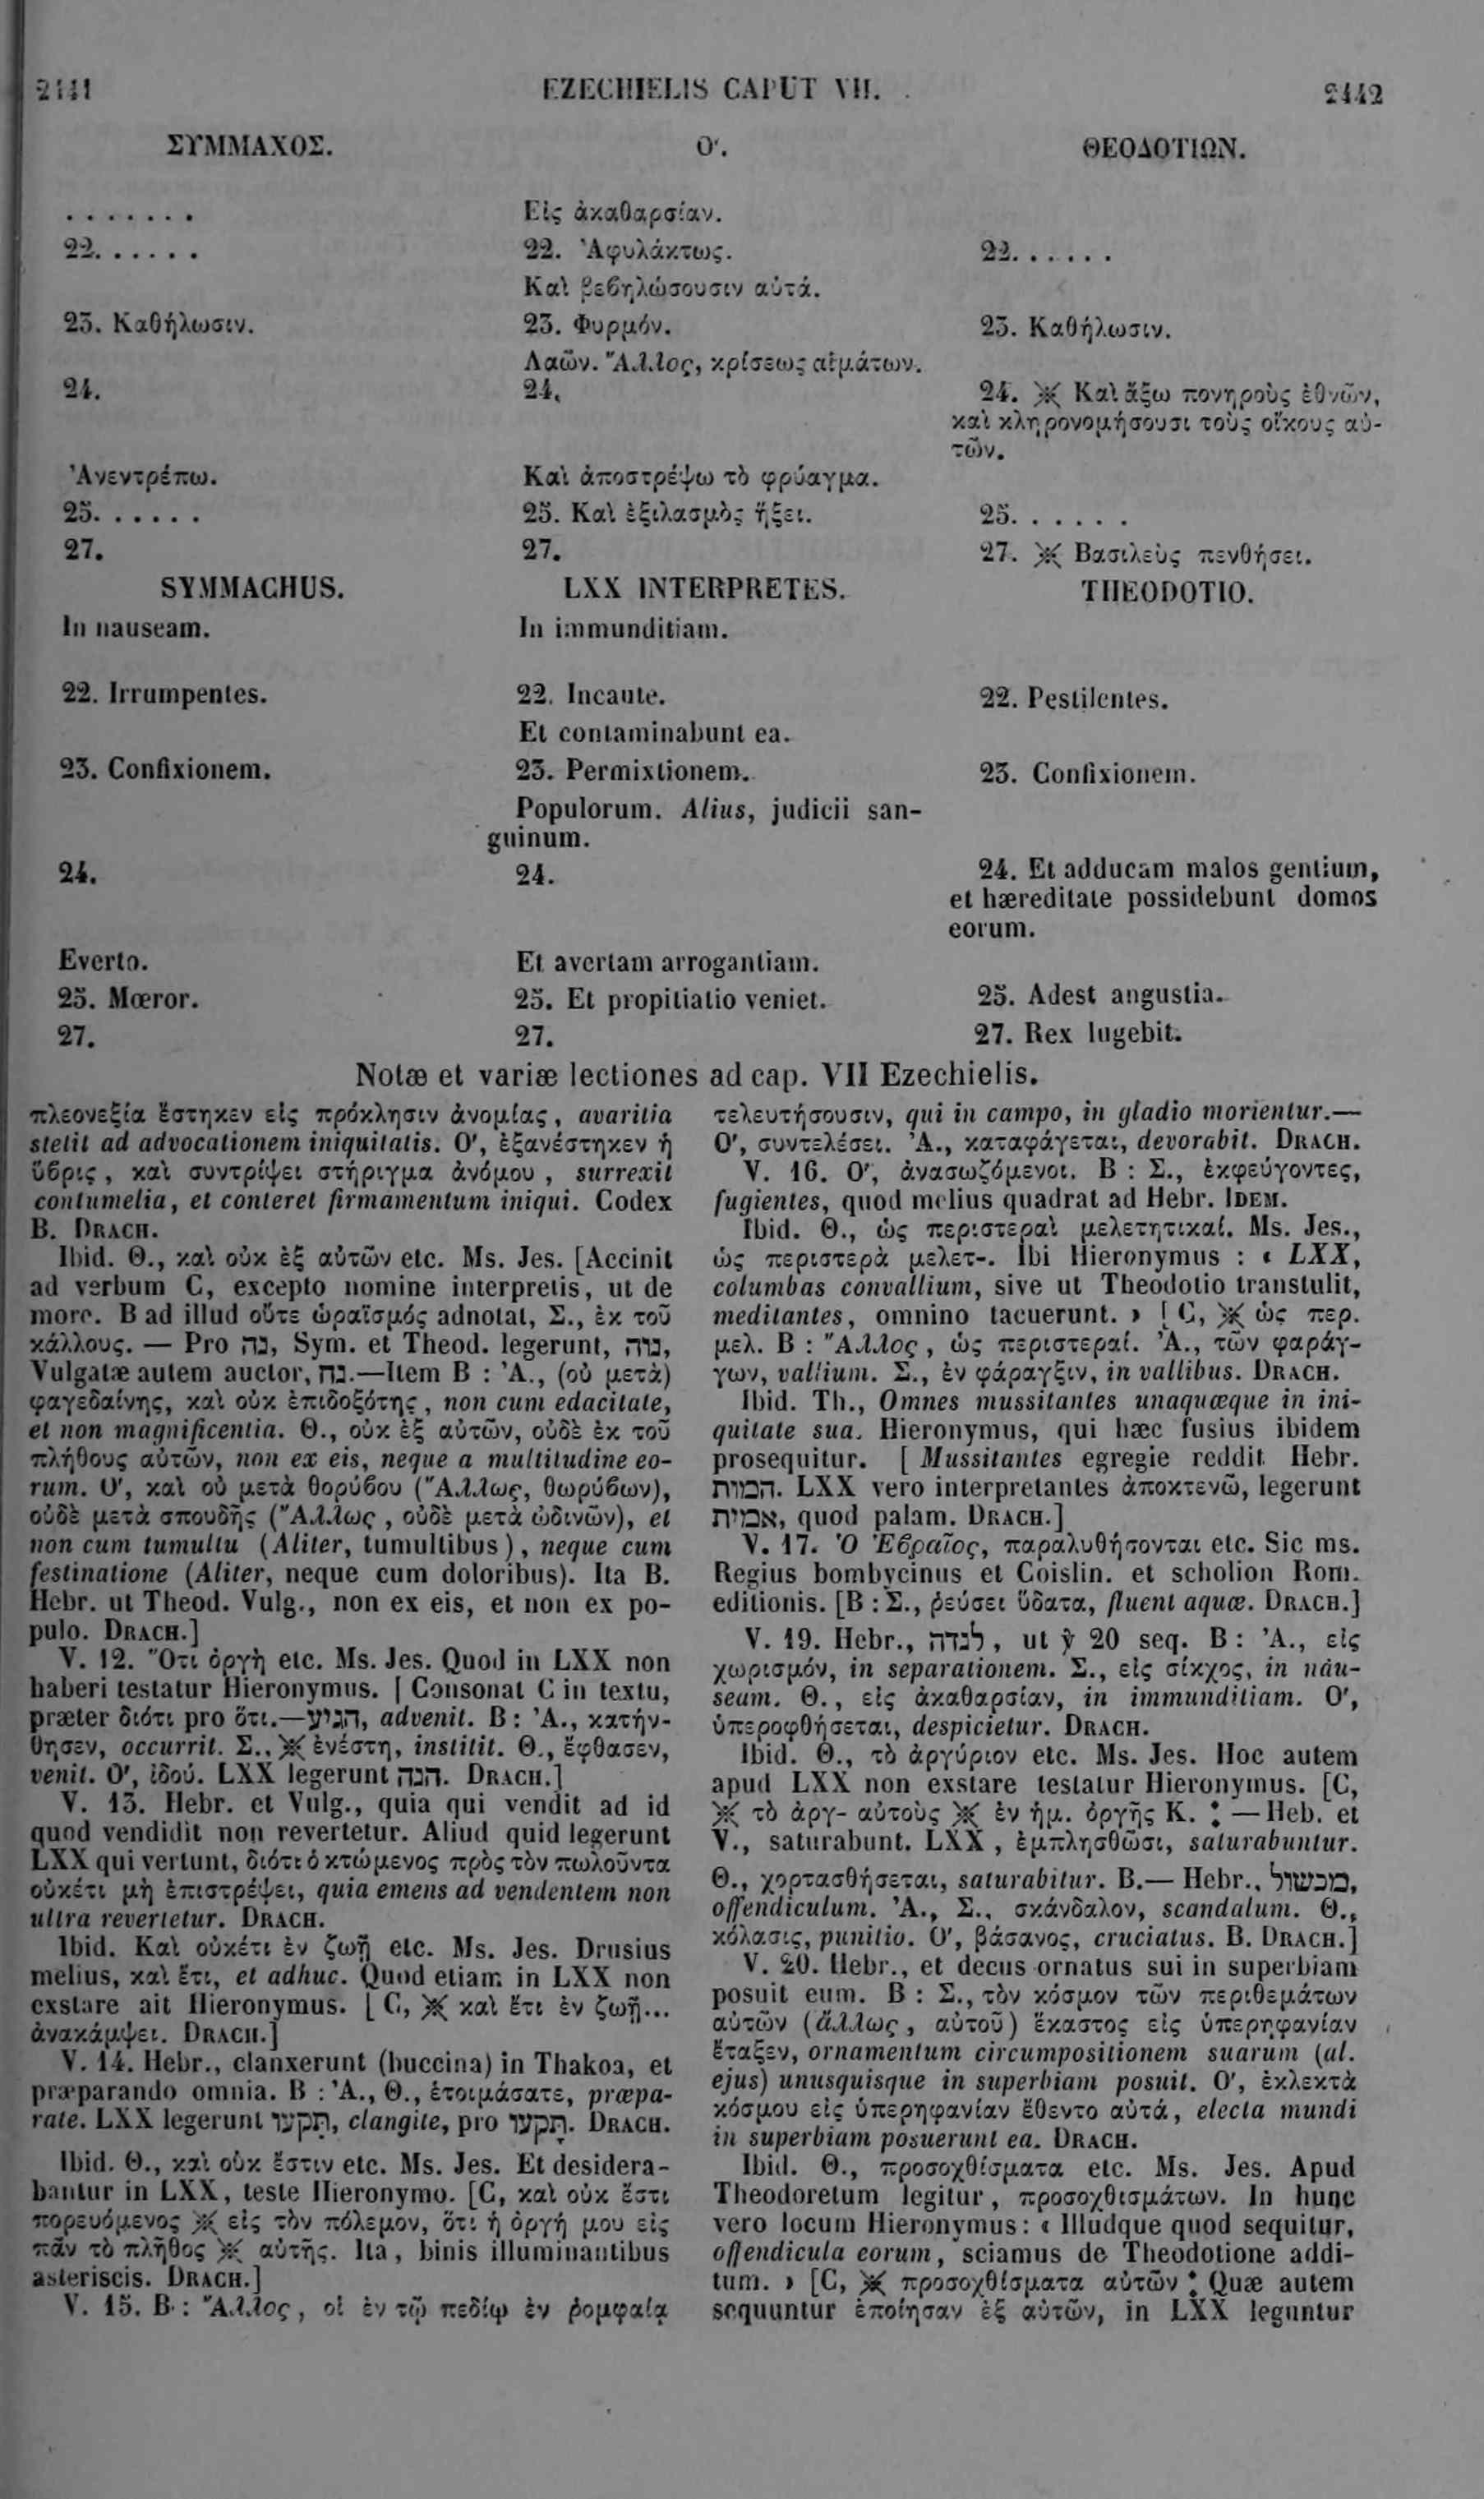 2441 EZECHIELIS CAPUT VII. 2442
ΣΥΜΜΑΧΟΣ.
. . . . . . .
22. . . . . .
23. Καθήλωσιν.
24.
Ἀνεντρέπω.
25. . . . . .
27.
Ο'.
Εἰς ἀκαθαρσίαν.
22. Ἀφυλάκτως.
Καὶ βεβηλώσουσιν αὐτά.
23. Φυρμόν.
Λαῶν. Ἄλλος, κρίσεως αἱμάτων.
24.
Καὶ ἀποστρέψω τὸ φρύαγμα.
25. Καὶ ἐξιλασμὸς ἥξει.
27.
ΘΕΟΔΟΤΙΩΝ.
22. . . . . .
23. Καθήλωσιν.
24. ※ Καὶ ἄξω πονηροὺς ἐθνῶν,
καὶ κληρονομήσουσι τοὺς οἴκους αὐ-
τῶν.
25. . . . . .
27. ※ Βασιλεὺς πενθήσει.
SYMMACHUS.
In nauseam.
22. Irrumpentes.
23. Confixionem.
24.
Everto.
25. Mœror.
27.
LXX INTERPRETES.
In immunditiam.
22. Incaute.
Et contaminabunt ea.
23. Permixtionem.
Populorum. Alius, judicii san-
guinum.
24.
Et avertam arrogantiam.
25. Et propitiatio veniet.
27.
THEODOTIO.
22. Pestilentes.
23. Confixionem.
24. Et adducam malos gentium,
et hæreditate possidebunt domos
eorum.
25. Adest angustia.
27. Rex lugebit.
Notæ et variæ lectiones ad cap. VII Ezechielis.
πλεονεξία ἔστηκεν εἰς πρόκλησιν ἀνομίας, avaritia
stetit ad advocationem iniquitatis. Ο', ἐξανέστηκεν ἡ
ὕβρις, καὶ συντρίψει στήριγμα ἀνόμου, surrexit
contumelia, et conteret firmamentum iniqui. Codex
B. DRACH.
Ibid. Θ., καὶ οὐκ ἐξ αὐτῶν etc. Ms. Jes. [Accinit
ad verbum C, excepto nomine interpretis, ut de
more. B ad illud οὔτε ὡραϊσμός adnotat, Σ., ἐκ τοῦ
κάλλους. — Pro נה, Sym. et Theod. legerunt, נוה,
Vulgatæ autem auctor, נח.—Item B : Ἀ., (οὐ μετὰ)
φαγεδαίνης, καὶ οὐκ ἐπιδοξότης, non cum edacitate,
et non magnificentia. Θ., οὐκ ἐξ αὐτῶν, οὐδὲ ἐκ τοῦ
πλήθους αὐτῶν, non ex eis, neque a multitudine eo-
rum. Ο', καὶ οὐ μετὰ θορύβου (Ἄλλως, θωρύβων),
οὐδὲ μετὰ σπουδῆς (Ἄλλως, οὐδὲ μετὰ ὠδινῶν), et
non cum tumultu (Aliter, tumultibus), neque cum
festinatione (Aliter, neque cum doloribus). Ita B.
Hebr. ut Theod. Vulg., non ex eis, et non ex po-
pulo. DRACH.]
V. 12. Ὅτι ὀργὴ etc. Ms. Jes. Quod in LXX non
haberi testatur Hieronymus. [Consonat C in textu,
præter διότι pro ὅτι.—הגיע, advenit. B : Ἀ., κατήν-
θησεν, occurrit. Σ., ※ ἐνέστη, institit. Θ., ἔφθασεν,
venit. Ο', ἰδού. LXX legerunt הנה. DRACH.]
V. 13. Hebr. et Vulg., quia qui vendit ad id
quod vendidit non revertetur. Aliud quid legerunt
LXX qui vertunt, διότι ὁ κτώμενος πρὸς τὸν πωλοῦντα
οὐκέτι μὴ ἐπιστρέψει, quia emens ad vendentem non
ultra revertetur. DRACH.
Ibid. Καὶ οὐκέτι ἐν ζωῇ etc. Ms. Jes. Drusius
melius, καὶ ἔτι, et adhuc. Quod etiam in LXX non
exstare ait Hieronymus. [C, ※ καὶ ἔτι ἐν ζωῇ...
ἀνακάμψει. DRACH.]
V. 14. Hebr., clanxerunt (buccina) in Thakoa, et
præparando omnia. B : Ἀ., Θ., ἑτοιμάσατε, præpa-
rate. LXX legerunt תִקעו, clangite, pro תָקעו. DRACH.
Ibid. Θ., καὶ οὐκ ἔστιν etc. Ms. Jes. Et desidera-
bantur in LXX, teste Hieronymo. [C, καὶ οὐκ ἔστι
πορευόμενος ※ εἰς τὸν πόλεμον, ὅτι ἡ ὀργή μου εἰς
πᾶν τὸ πλῆθος ※ αὐτῆς. Ita, binis illuminantibus
asteriscis. DRACH.]
V. 15. B : Ἄλλος, οἱ ἐν τῷ πεδίῳ ἐν ῥομφαίᾳ
τελευτήσουσιν, qui in campo, in gladio morientur.—
Ο', συντελέσει. Ἀ., καταφάγεται, devorabit. DRACH.
V. 16. Ο', ἀνασωζόμενοι. B : Σ., ἐκφεύγοντες,
fugientes, quod melius quadrat ad Hebr. IDEM.
Ibid. Θ., ὡς περιστεραὶ μελετητικαί. Ms. Jes.,
ὡς περιστερὰ μελετ-. Ibi Hieronymus : « LXX,
columbas convallium, sive ut Theodotio transtulit,
meditantes, omnino tacuerunt. » [C, ※ ὡς περ.
μελ. B : Ἄλλος, ὡς περιστεραί. Ἀ., τῶν φαράγ-
γων, vallium. Σ., ἐν φάραγξιν, in vallibus. DRACH.
Ibid. Th., Omnes mussitantes unaquæque in ini-
quitate sua. Hieronymus, qui hæc fusius ibidem
prosequitur. [Mussitantes egregie reddit Hebr.
המות. LXX vero interpretantes ἀποκτενῶ, legerunt
אמית, quod palam. DRACH.]
V. 17. Ὁ Ἑβραῖος, παραλυθήσονται etc. Sic ms.
Regius bombycinus et Coislin. et scholion Rom.
editionis. [B : Σ., ῥεύσει ὕδατα, fluent aquæ. DRACH.]
V. 19. Hebr., לנדה, ut ℣ 20 seq. B : Ἀ., εἰς
χωρισμόν, in separationem. Σ., εἰς σίκχος, in nau-
seam. Θ., εἰς ἀκαθαρσίαν, in immunditiam. Ο',
ὑπεροφθήσεται, despicietur. DRACH.
Ibid. Θ., τὸ ἀργύριον etc. Ms. Jes. Hoc autem
apud LXX non exstare testatur Hieronymus. [C,
※ τὸ ἀργ- αὐτοὺς ※ ἐν ἡμ. ὀργῆς Κ. : — Heb. et
V., saturabunt. LXX, ἐμπλησθῶσι, saturabuntur.
Θ., χορτασθήσεται, saturabitur. B.— Hebr., מכשול,
offendiculum. Ἀ., Σ., σκάνδαλον, scandalum. Θ.,
κόλασις, punitio. Ο', βάσανος, cruciatus. B. DRACH.]
V. 20. Hebr., et decus ornatus sui in superbiam
posuit eum. B : Σ., τὸν κόσμον τῶν περιθεμάτων
αὐτῶν (ἄλλως, αὐτοῦ) ἕκαστος εἰς ὑπερηφανίαν
ἔταξεν, ornamentum circumpositionem suarum (al.
ejus) unusquisque in superbiam posuit. Ο', ἐκλεκτὰ
κόσμου εἰς ὑπερηφανίαν ἔθεντο αὐτά, electa mundi
in superbiam posuerunt ea. DRACH.
Ibid. Θ., προσοχθίσματα etc. Ms. Jes. Apud
Theodoretum legitur, προσοχθισμάτων. In hunc
vero locum Hieronymus : « Illudque quod sequitur,
offendicula eorum, sciamus de Theodotione addi-
tum. » [C, ※ προσοχθίσματα αὐτῶν : Quæ autem
sequuntur ἐποίησαν ἐξ αὐτῶν, in LXX leguntur